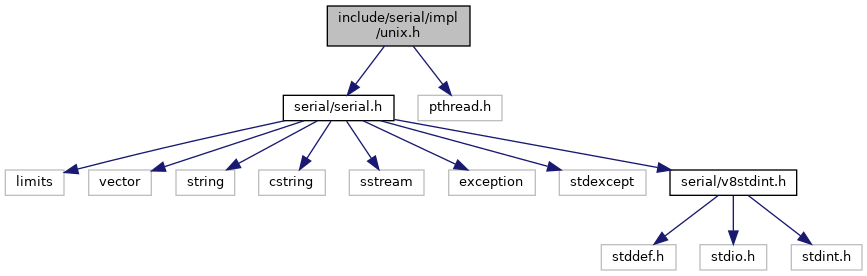 include/serial/impl
/unix.h
serial/serial.h
pthread.h
limits
vector
string
cstring
sstream
exception
stdexcept
serial/v8stdint.h
stddef.h
stdio.h
stdint.h